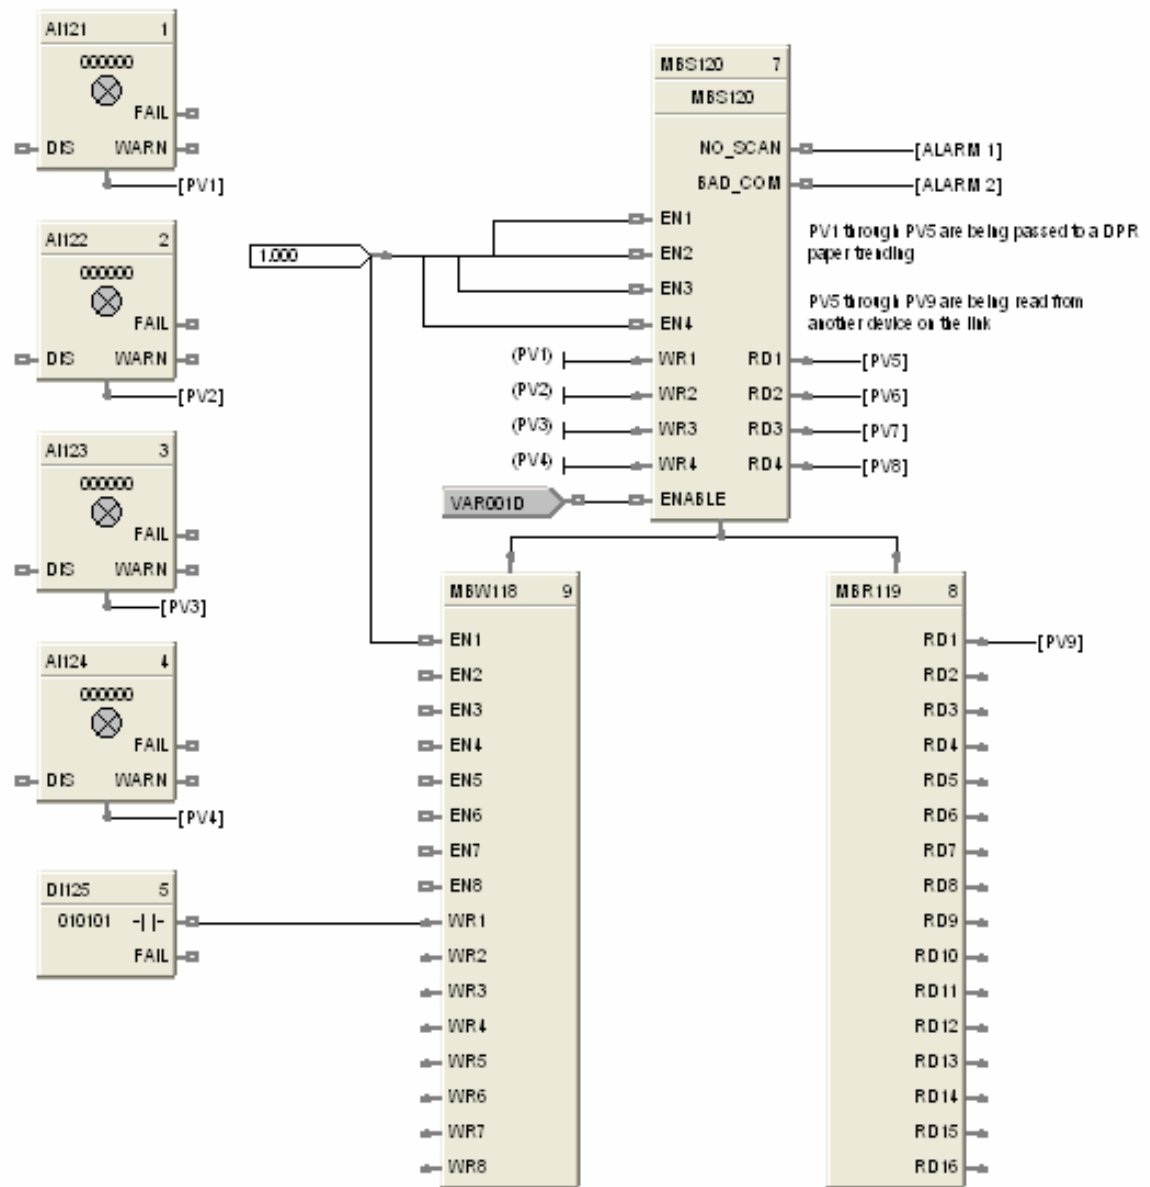 AI121 1
000000
FAIL
DIS WARN
[PV1]
AI122 2
000000
FAIL
DIS WARN
[PV2]
AI123 3
000000
FAIL
DIS WARN
[PV3]
AI124 4
000000
FAIL
DIS WARN
[PV4]
DI125 5
010101 -| |-
FAIL
1.000
MBS120 7
MBS120
NO_SCAN
[ALARM 1]
BAD_COM
[ALARM 2]
EN1
EN2
EN3
EN4
(PV1) WR1 RD1 [PV5]
(PV2) WR2 RD2 [PV6]
(PV3) WR3 RD3 [PV7]
(PV4) WR4 RD4 [PV8]
VAR001D ENABLE
PV1 through PV5 are being passed to a DPR
paper trending
PV5 through PV9 are being read from
another device on the link
MBW118 9
EN1
EN2
EN3
EN4
EN5
EN6
EN7
EN8
WR1
WR2
WR3
WR4
WR5
WR6
WR7
WR8
MBR119 8
RD1 [PV9]
RD2
RD3
RD4
RD5
RD6
RD7
RD8
RD9
RD10
RD11
RD12
RD13
RD14
RD15
RD16